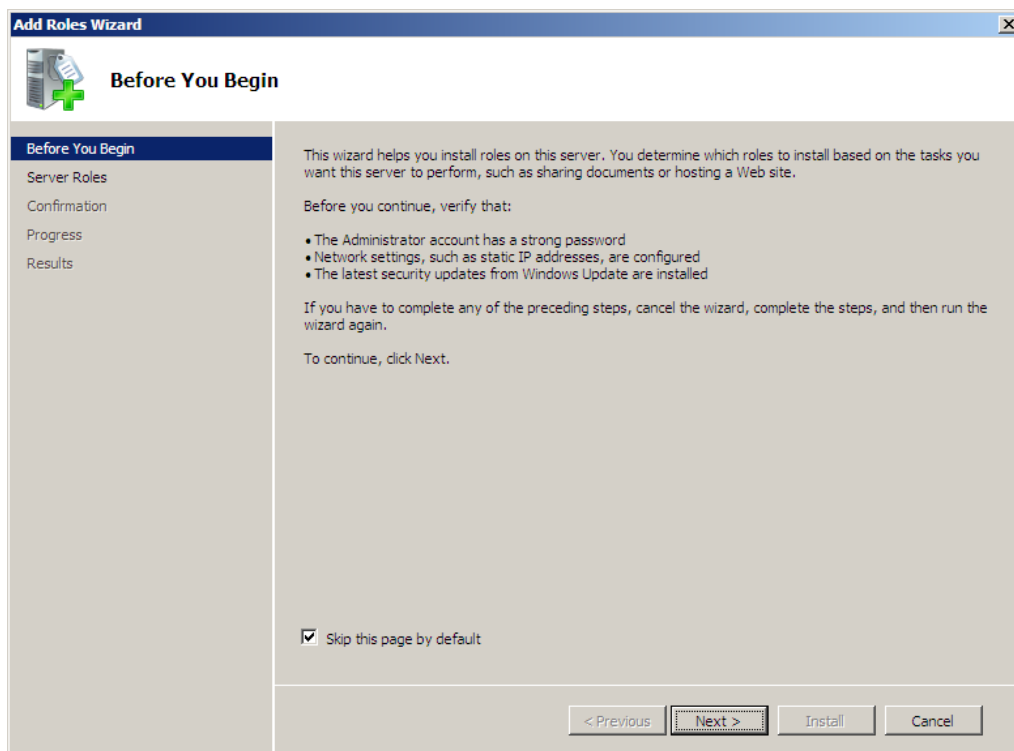 Add Roles Wizard
Before You Begin
Before You Begin
Server Roles
Confirmation
Progress
Results
This wizard helps you install roles on this server. You determine which roles to install based on the tasks you
want this server to perform, such as sharing documents or hosting a Web site.
Before you continue, verify that:
• The Administrator account has a strong password
• Network settings, such as static IP addresses, are configured
• The latest security updates from Windows Update are installed
If you have to complete any of the preceding steps, cancel the wizard, complete the steps, and then run the
wizard again.
To continue, click Next.
Skip this page by default
< Previous
Next >
Install
Cancel